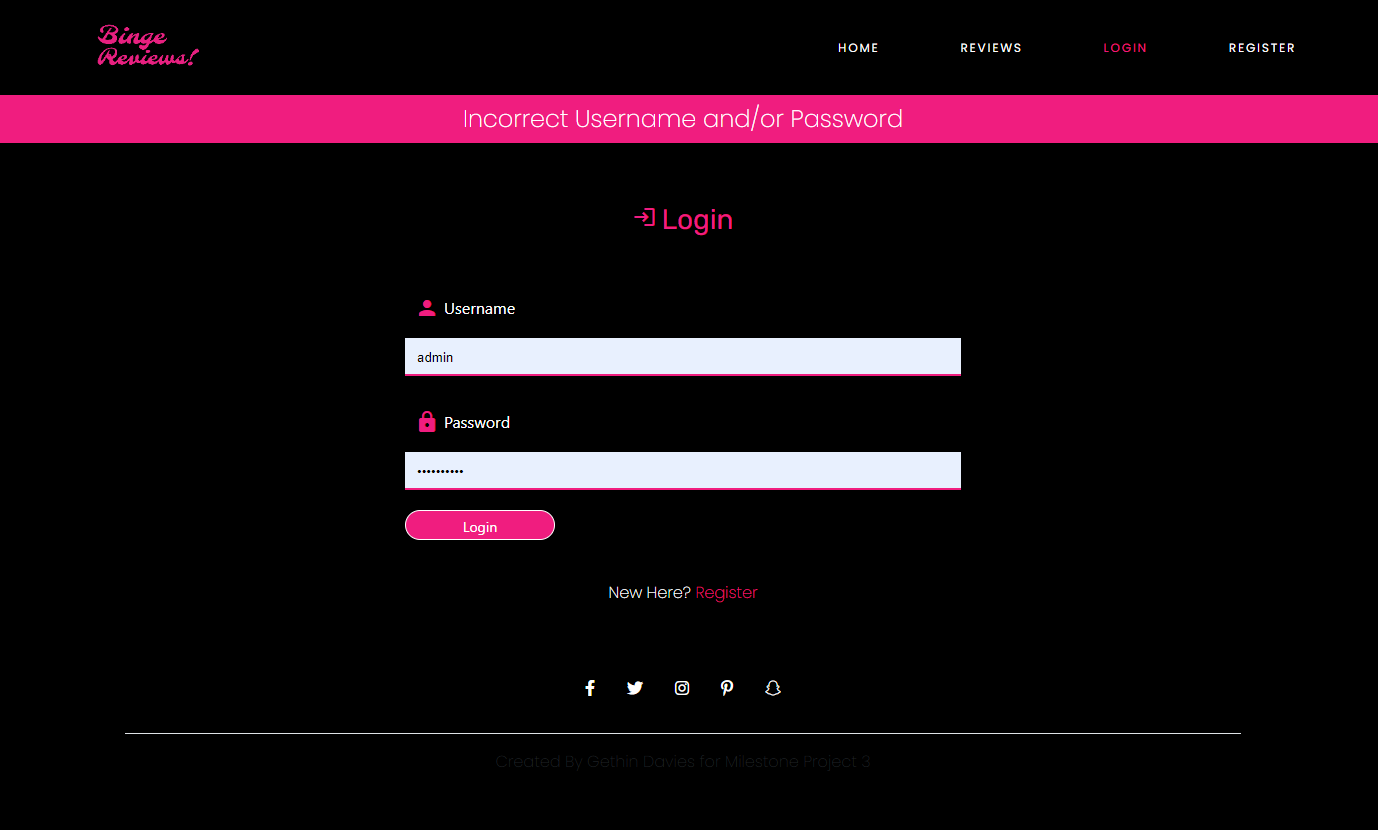 Binge
Reviews!
HOME REVIEWS LOGIN REGISTER
Incorrect Username and/or Password
Login
Username
admin
Password
••••••••••
Login
New Here? Register
Created By Gethin Davies for Milestone Project 3